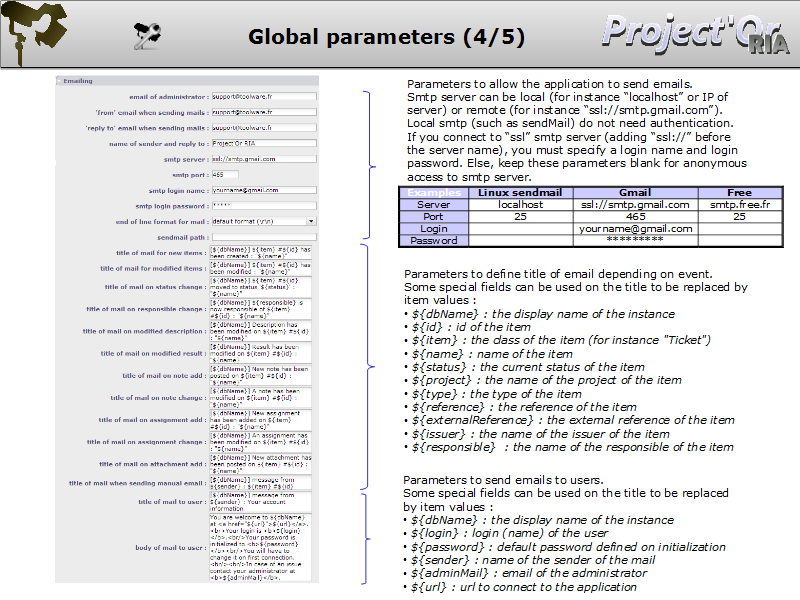 Global parameters (4/5)
Project'Or
RIA
Emailing
email of administrator : support@toolware.fr
'from' email when sending mails : support@toolware.fr
'reply to' email when sending mails : support@toolware.fr
name of sender and reply to : Project Or RIA
smtp server : ssl://smtp.gmail.com
smtp port : 465
smtp login name : yourname@gmail.com
smtp login password : *****
end of line format for mail : default format (\r\n)
sendmail path :
title of mail for new items : [${dbName}] ${item} #${id} has
been created : "${name}"
title of mail for modified items : [${dbName}] ${item} #${id} has
been modified : "${name}"
title of mail on status change : [${dbName}] ${item} #${id}
moved to status ${status} :
"${name}"
title of mail on responsible change : [${dbName}] ${responsible} is
now responsible of ${item}
#${id} : "${name}"
title of mail on modified description : [${dbName}] Description has
been modified on ${item} #${id}
: "${name}"
title of mail on modified result : [${dbName}] Result has been
modified on ${item} #${id} :
"${name}
title of mail on note add : [${dbName}] New note has been
posted on ${item} #${id} :
"${name}"
title of mail on note change : [${dbName}] A note has been
modified on ${item} #${id} :
"${name}"
title of mail on assignment add : [${dbName}] New assignment
has been added on ${item}
#${id} : "${name}"
title of mail on assignment change : [${dbName}] An assignment has
been modified on ${item} #${id}
: "${name}"
title of mail on attachment add : [${dbName}] New attachment has
been posted on ${item} #${id} :
"${name}"
title of mail when sending manual email : [${dbName}] message from
${sender} : ${item} #${id}
title of mail to user : [${dbName}] message from
${sender} : Your account
information
body of mail to user : You are welcome to ${dbName}
at <a href="${url}">${url}</a>.
<br>Your login is <b>${login}
</b>.<br/>Your password is
initialized to <b>${password}
</b><br/>You will have to
change it on first connection.
<br/><br/>In case of an issue
contact your administrator at
<b>${adminMail}</b>.
Parameters to allow the application to send emails.
Smtp server can be local (for instance “localhost” or IP of
server) or remote (for instance “ssl://smtp.gmail.com”).
Local smtp (such as sendMail) do not need authentication.
If you connect to “ssl” smtp server (adding “ssl://” before
the server name), you must specify a login name and login
password. Else, keep these parameters blank for anonymous
access to smtp server.
Examples Linux sendmail Gmail Free
Server localhost ssl://smtp.gmail.com smtp.free.fr
Port 25 465 25
Login yourname@gmail.com
Password *********
Parameters to define title of email depending on event.
Some special fields can be used on the title to be replaced by
item values :
• ${dbName} : the display name of the instance
• ${id} : id of the item
• ${item} : the class of the item (for instance "Ticket")
• ${name} : name of the item
• ${status} : the current status of the item
• ${project} : the name of the project of the item
• ${type} : the type of the item
• ${reference} : the reference of the item
• ${externalReference} : the external reference of the item
• ${issuer} : the name of the issuer of the item
• ${responsible} : the name of the responsible of the item
Parameters to send emails to users.
Some special fields can be used on the title to be replaced
by item values :
• ${dbName} : the display name of the instance
• ${login} : login (name) of the user
• ${password} : default password defined on initialization
• ${sender} : name of the sender of the mail
• ${adminMail} : email of the administrator
• ${url} : url to connect to the application